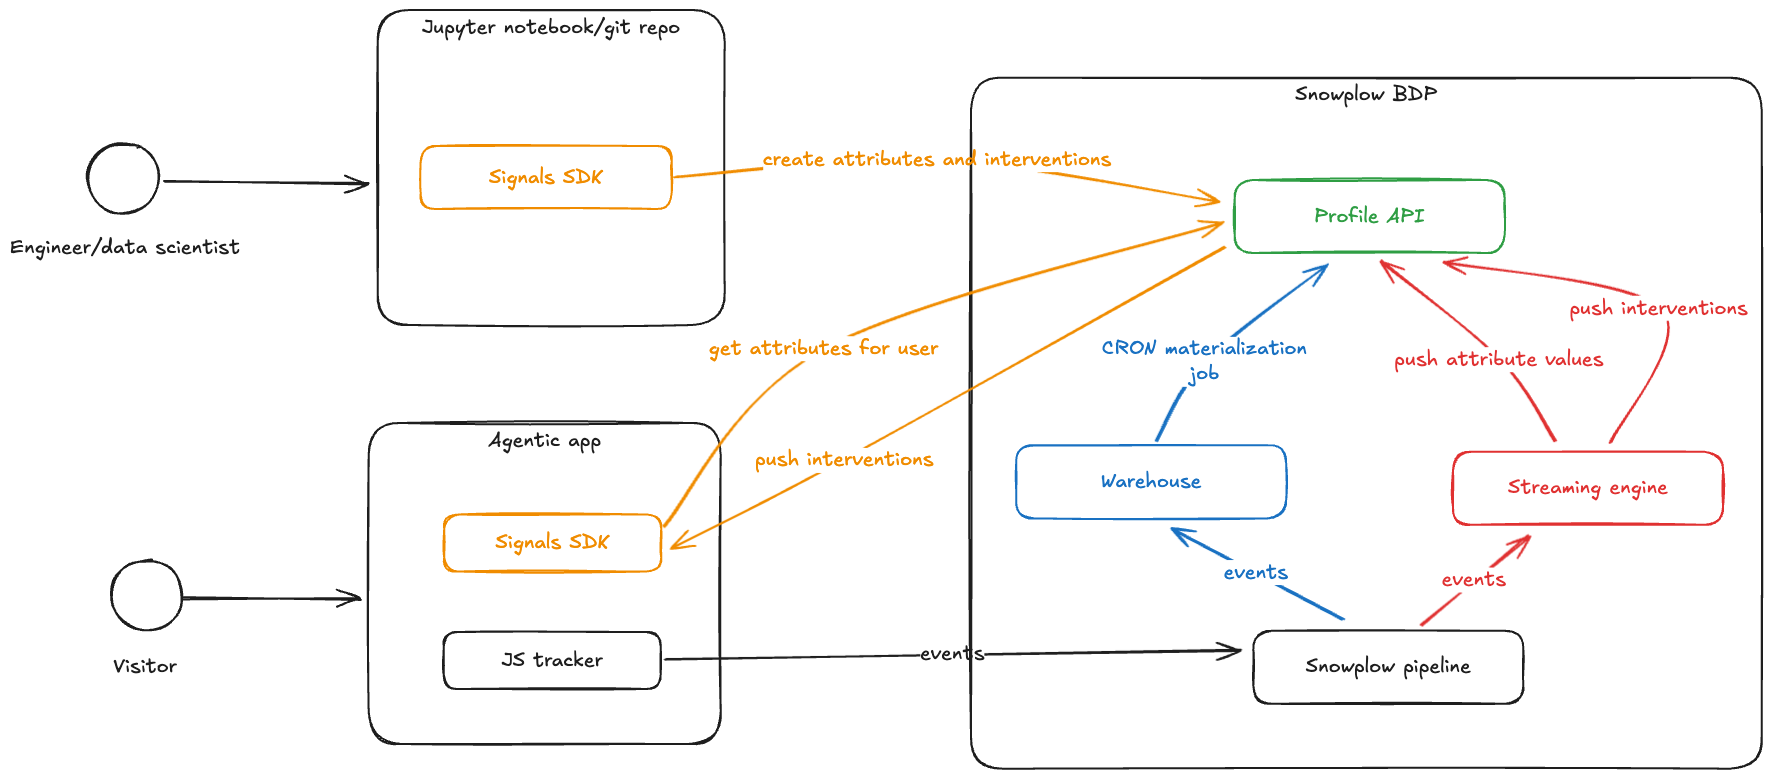 Jupyter notebook/git repo
Signals SDK
Engineer/data scientist
create attributes and interventions
Snowplow BDP
Profile API
get attributes for user
push interventions
CRON materialization
job
push attribute values
push interventions
Warehouse
Streaming engine
events
events
Agentic app
Signals SDK
JS tracker
Visitor
events
Snowplow pipeline